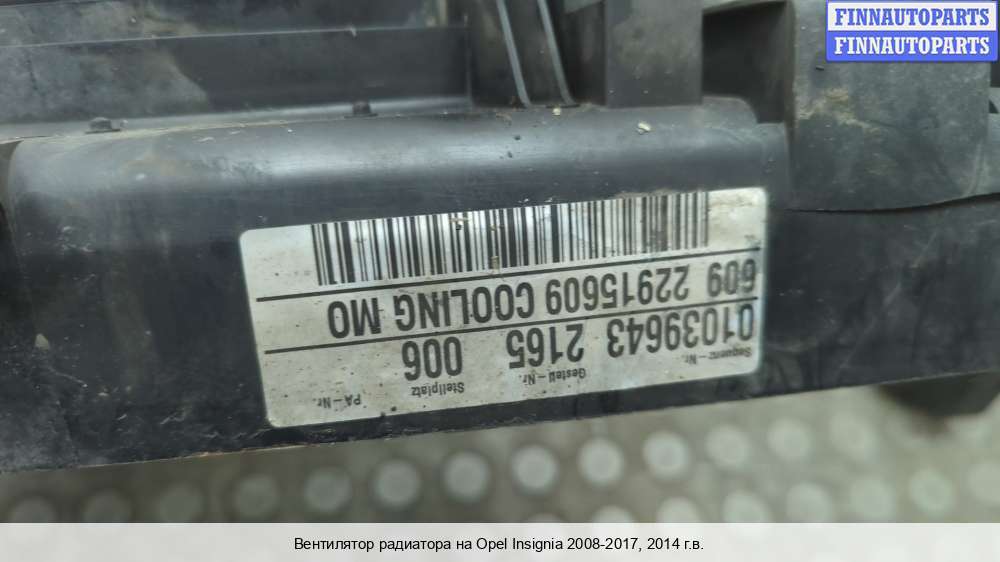 FINNAUTOPARTS
FINNAUTOPARTS
Sequenz-Nr. Gestell-Nr. Stellplatz PA-Nr.
01039643 2165 006
609 22915609 COOLING MO
Вентилятор радиатора на Opel Insignia 2008-2017, 2014 г.в.